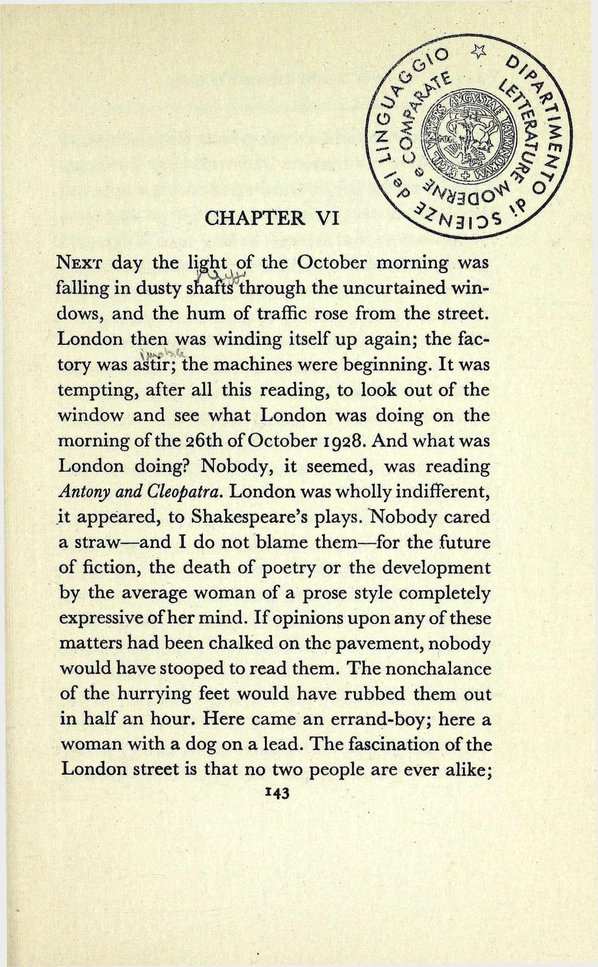 DIPARTIMENTO di SCIENZE del LINGUAGGIO
e LETTERATURE MODERNE e COMPARATE
CHAPTER VI
NEXT day the light of the October morning was
falling in dusty shafts through the uncurtained win-
dows, and the hum of traffic rose from the street.
London then was winding itself up again; the fac-
tory was astir; the machines were beginning. It was
tempting, after all this reading, to look out of the
window and see what London was doing on the
morning of the 26th of October 1928. And what was
London doing? Nobody, it seemed, was reading
Antony and Cleopatra. London was wholly indifferent,
it appeared, to Shakespeare's plays. Nobody cared
a straw—and I do not blame them—for the future
of fiction, the death of poetry or the development
by the average woman of a prose style completely
expressive of her mind. If opinions upon any of these
matters had been chalked on the pavement, nobody
would have stooped to read them. The nonchalance
of the hurrying feet would have rubbed them out
in half an hour. Here came an errand-boy; here a
woman with a dog on a lead. The fascination of the
London street is that no two people are ever alike;
143